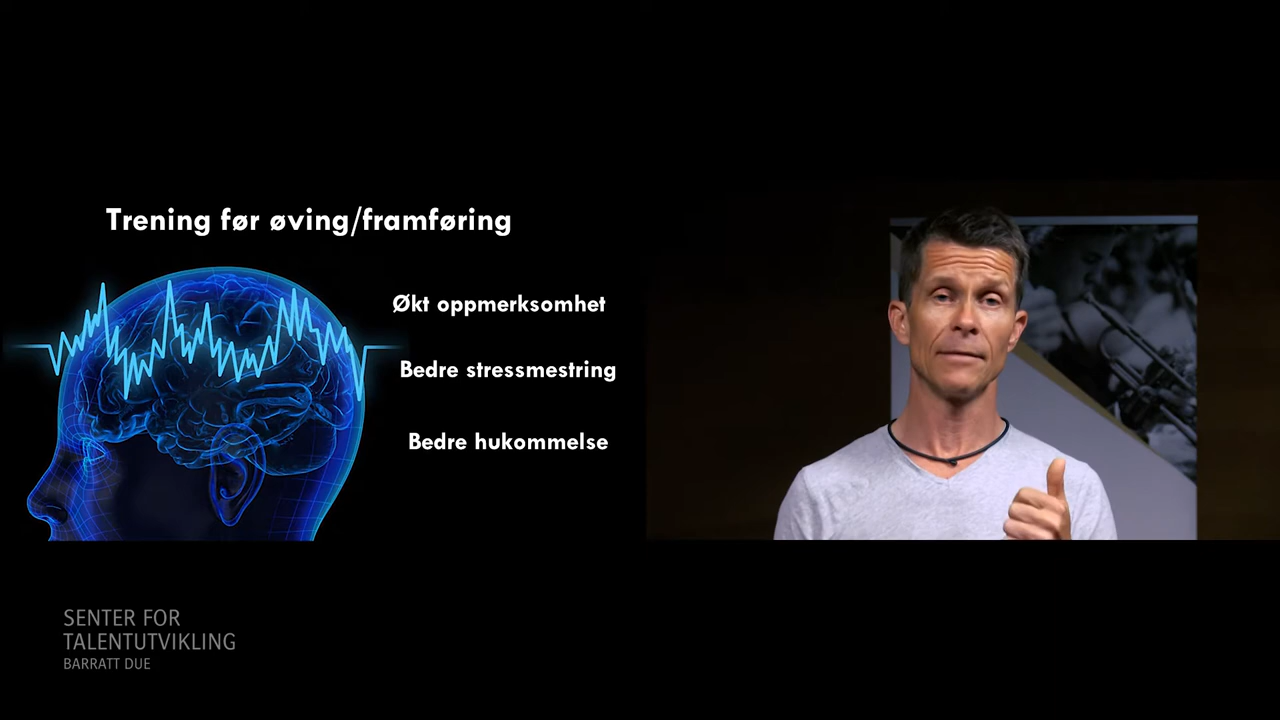 Trening før øving/framføring
Økt oppmerksomhet
Bedre stressmestring
Bedre hukommelse
SENTER FOR
TALENTUTVIKLING
BARRATT DUE